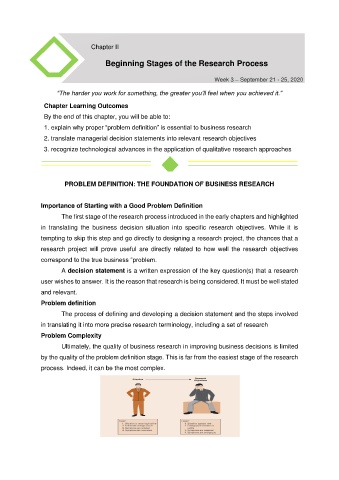 Chapter II
Beginning Stages of the Research Process
Week 3 – September 21 - 25, 2020
“The harder you work for something, the greater you’ll feel when you achieved it.”
Chapter Learning Outcomes
By the end of this chapter, you will be able to:
1. explain why proper “problem definition” is essential to business research
2. translate managerial decision statements into relevant research objectives
3. recognize technological advances in the application of qualitative research approaches
PROBLEM DEFINITION: THE FOUNDATION OF BUSINESS RESEARCH
Importance of Starting with a Good Problem Definition
The first stage of the research process introduced in the early chapters and highlighted
in translating the business decision situation into specific research objectives. While it is
tempting to skip this step and go directly to designing a research project, the chances that a
research project will prove useful are directly related to how well the research objectives
correspond to the true business “problem.
A decision statement is a written expression of the key question(s) that a research
user wishes to answer. It is the reason that research is being considered. It must be well stated
and relevant.
Problem definition
The process of defining and developing a decision statement and the steps involved
in translating it into more precise research terminology, including a set of research
Problem Complexity
Ultimately, the quality of business research in improving business decisions is limited
by the quality of the problem definition stage. This is far from the easiest stage of the research
process. Indeed, it can be the most complex.